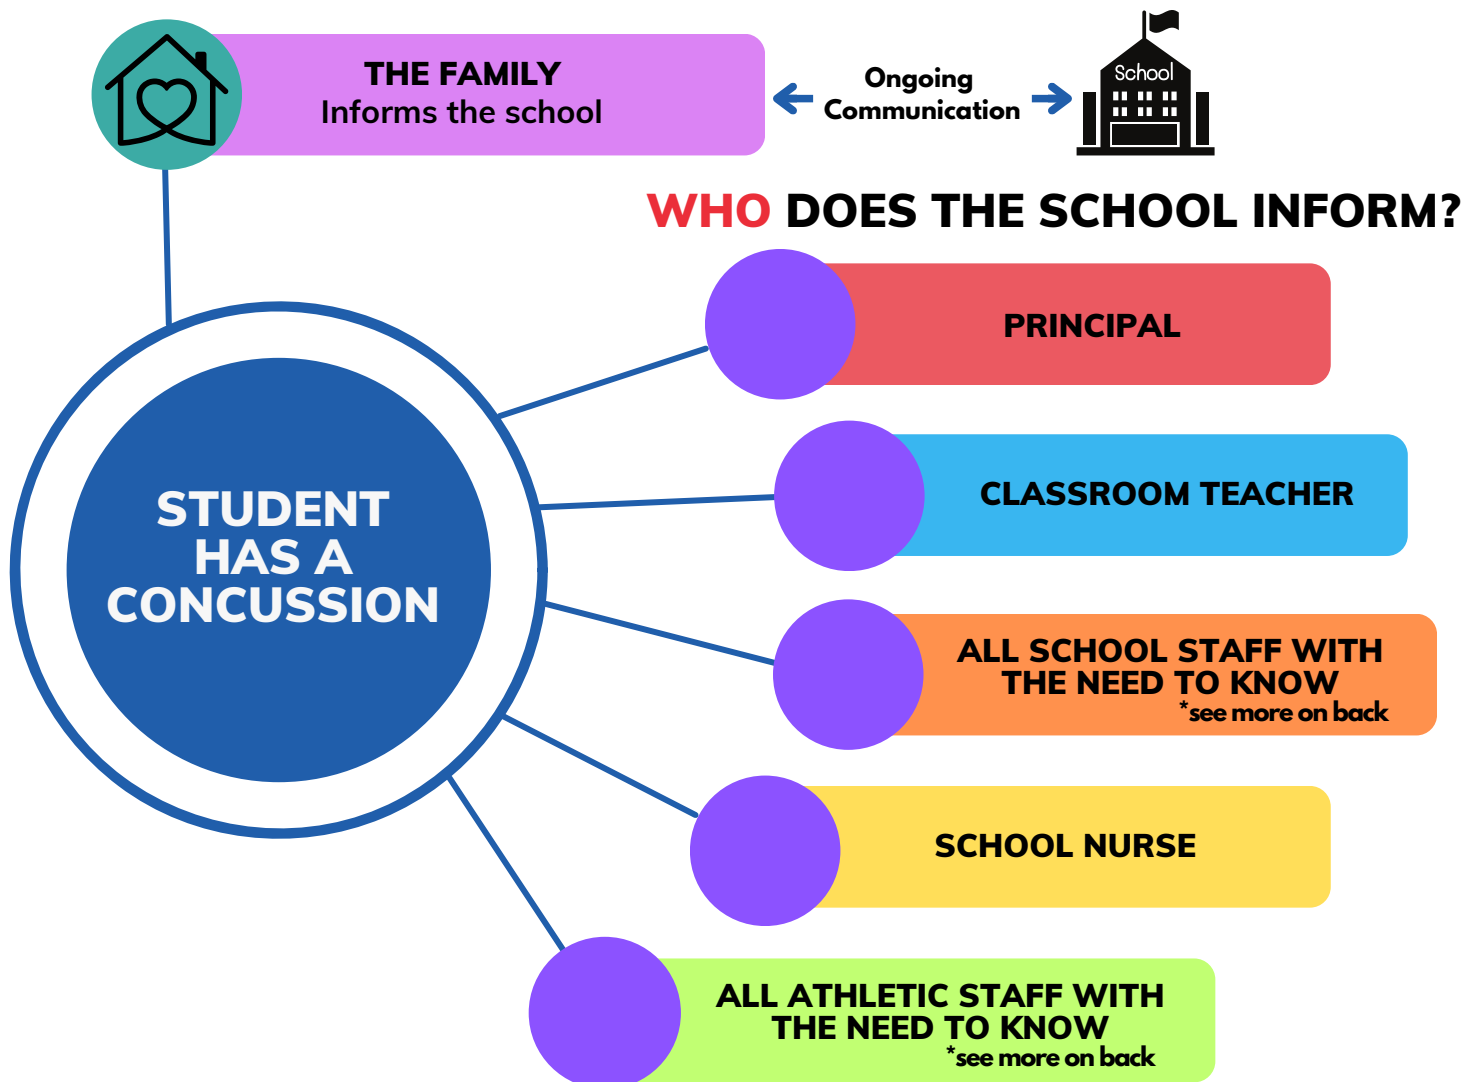 THE FAMILY
Informs the school
Ongoing
Communication
School
WHO DOES THE SCHOOL INFORM?
PRINCIPAL
CLASSROOM TEACHER
STUDENT
HAS A
CONCUSSION
ALL SCHOOL STAFF WITH
THE NEED TO KNOW
*see more on back
SCHOOL NURSE
ALL ATHLETIC STAFF WITH
THE NEED TO KNOW
*see more on back